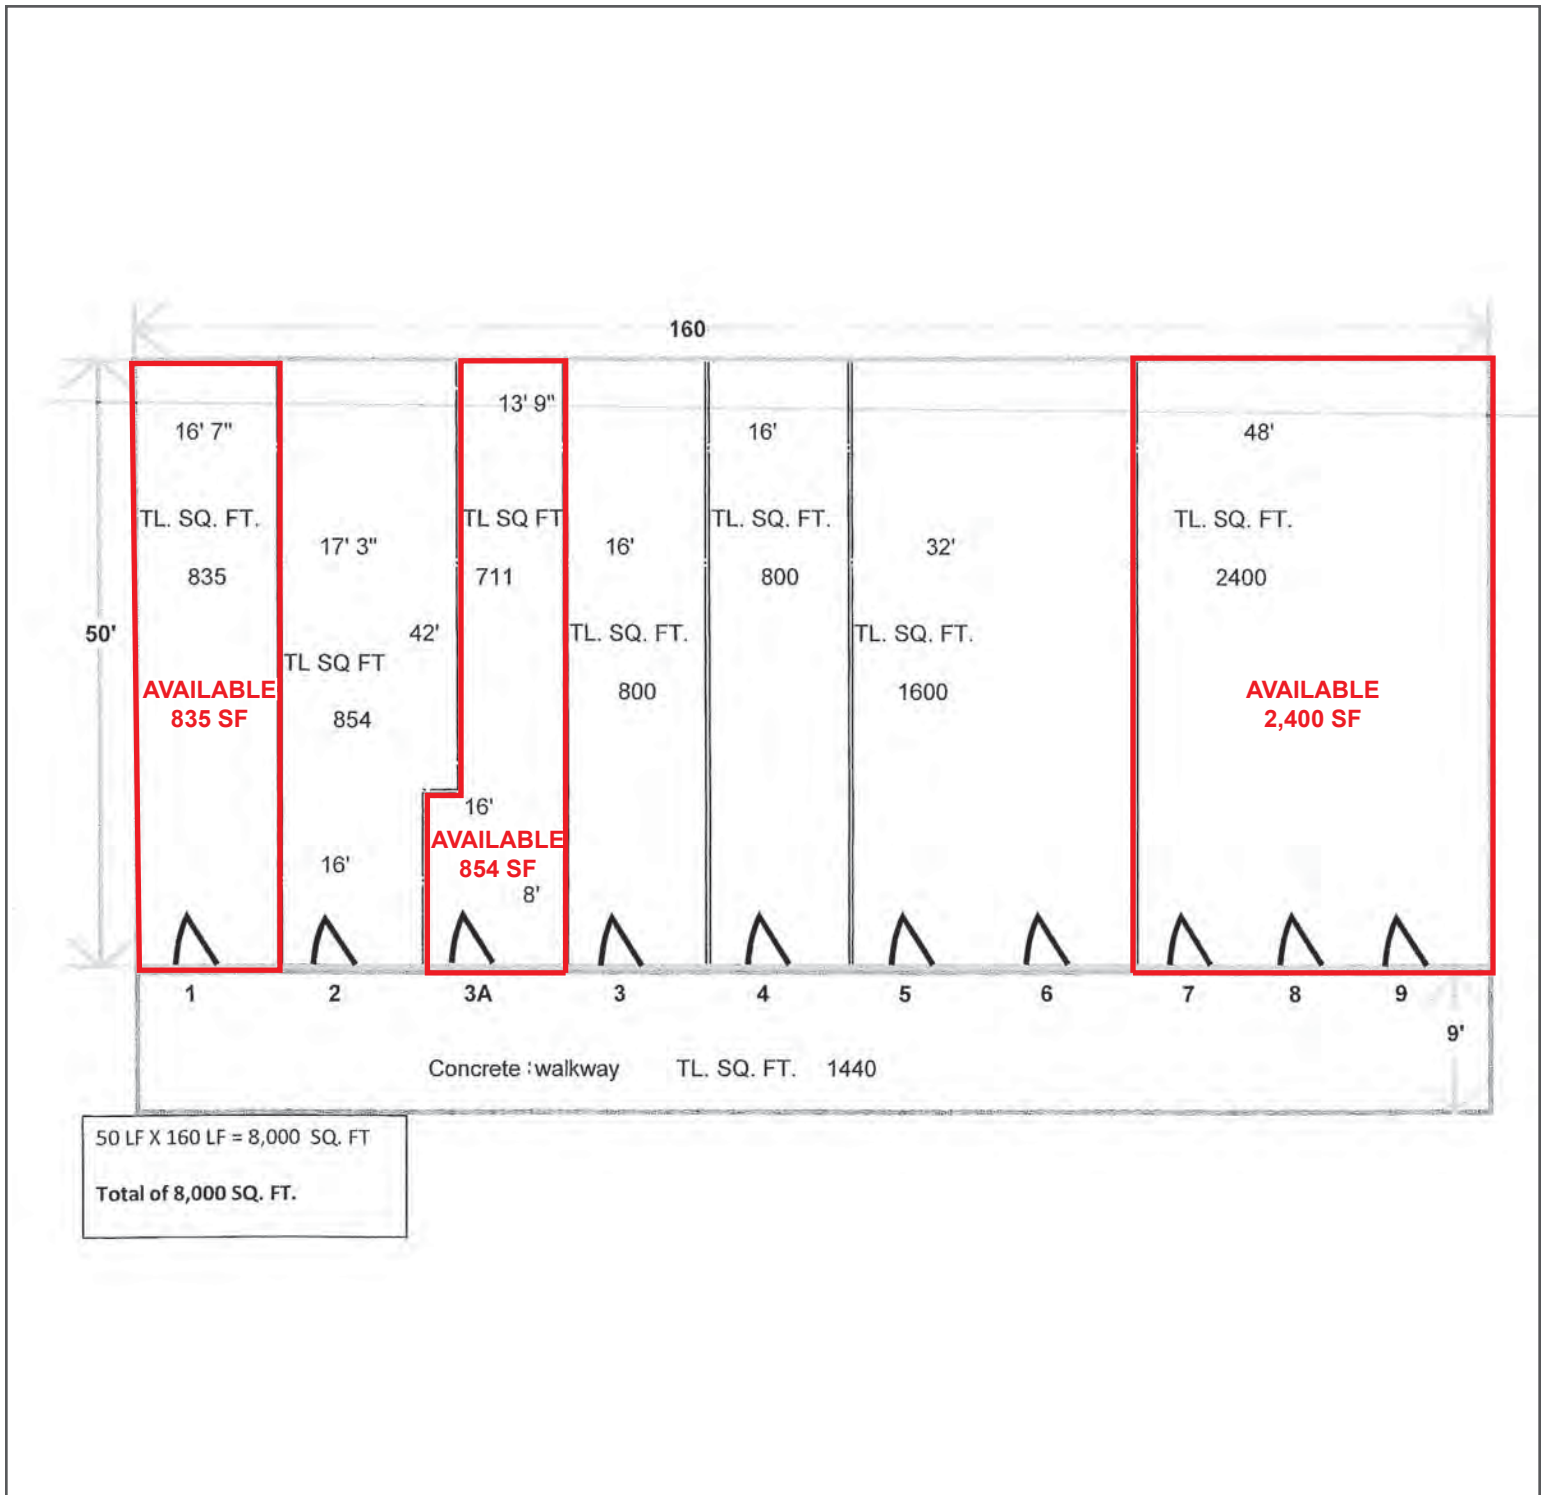 160
13' 9"
16' 7"
16'
48'
TL. SQ. FT.
TL SQ FT
TL. SQ. FT.
TL. SQ. FT.
17' 3"
16'
32'
835
711
800
2400
50'
42'
TL. SQ. FT.
TL. SQ. FT.
TL SQ FT
AVAILABLE
835 SF
800
1600
AVAILABLE
2,400 SF
854
16'
AVAILABLE
854 SF
16'
8'
1 2 3A 3 4 5 6 7 8 9
9'
Concrete walkway TL. SQ. FT. 1440
50 LF X 160 LF = 8,000 SQ. FT
Total of 8,000 SQ. FT.